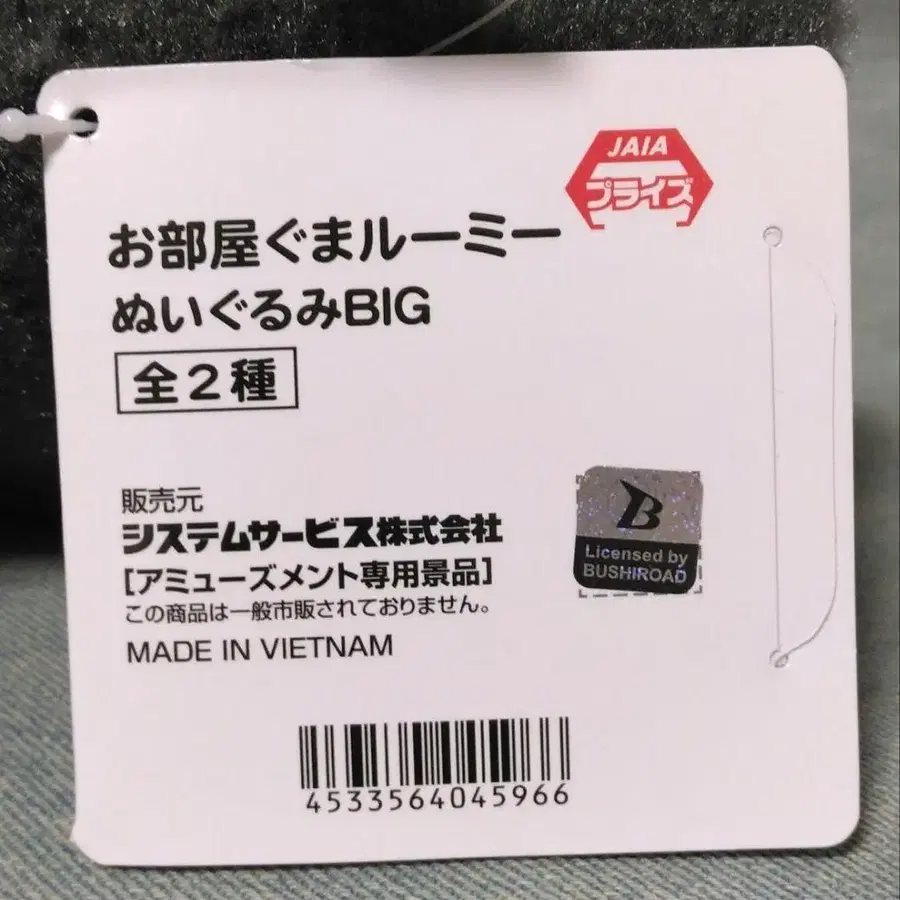 JAIA
プライズ
お部屋ぐまルーミー
ぬいぐるみBIG
全2種
販売元
システムサービス株式会社
[アミューズメント専用景品]
この商品は一般市販されておりません。
MADE IN VIETNAM
B
Licensed by
BUSHIROAD
4533564045966